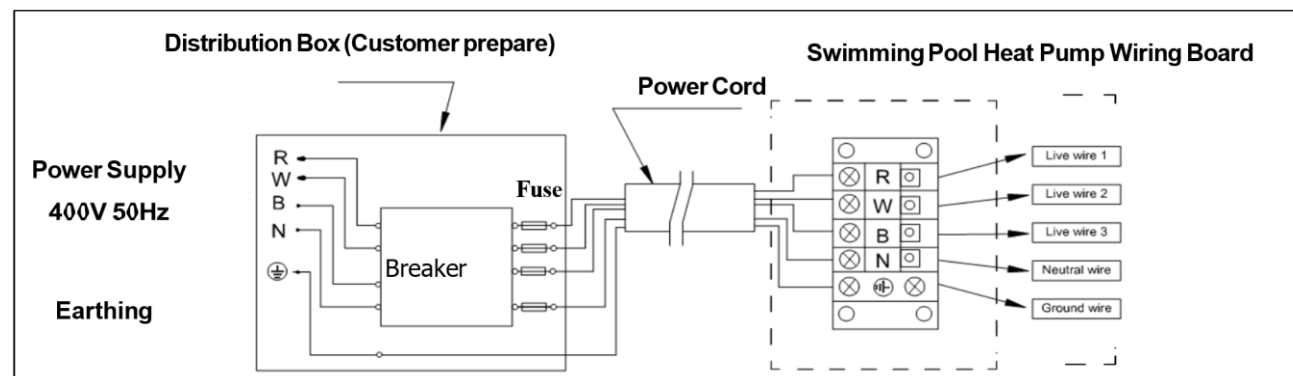 Distribution Box (Customer prepare)
Swimming Pool Heat Pump Wiring Board
Power Cord
Power Supply
400V 50Hz
Earthing
R
W
B
N
Breaker
Fuse
R
W
B
N
Live wire 1
Live wire 2
Live wire 3
Neutral wire
Ground wire